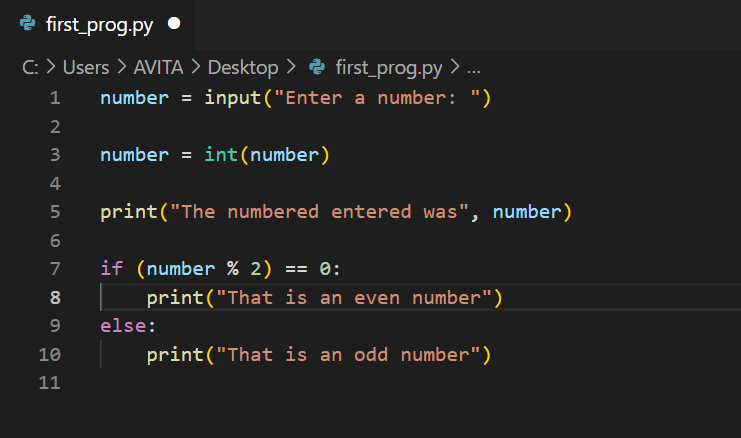 first_prog.py
C: > Users > AVITA > Desktop > first_prog.py > ...
1 number = input("Enter a number: ")
2
3 number = int(number)
4
5 print("The numbered entered was", number)
6
7 if (number % 2) == 0:
8     print("That is an even number")
9 else:
10     print("That is an odd number")
11